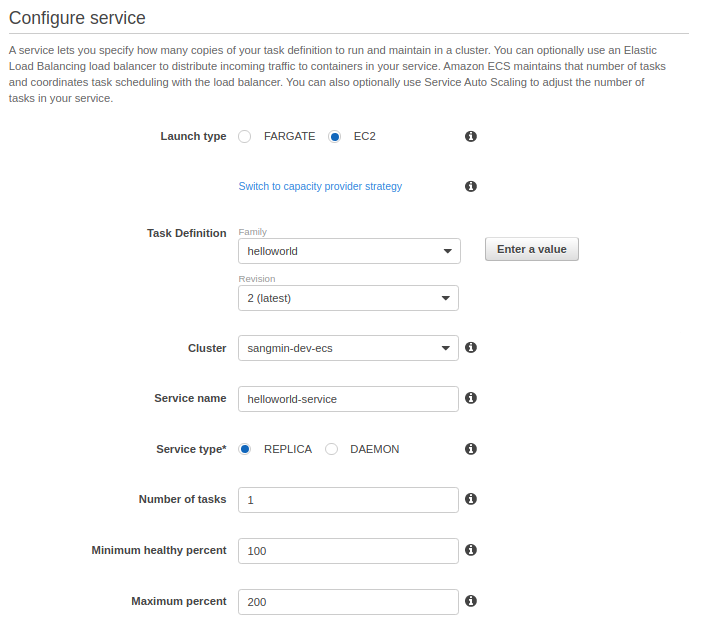 Configure service
A service lets you specify how many copies of your task definition to run and maintain in a cluster. You can optionally use an Elastic
Load Balancing load balancer to distribute incoming traffic to containers in your service. Amazon ECS maintains that number of tasks
and coordinates task scheduling with the load balancer. You can also optionally use Service Auto Scaling to adjust the number of
tasks in your service.
Launch type FARGATE EC2
Switch to capacity provider strategy
Task Definition Family
helloworld Enter a value
Revision
2 (latest)
Cluster sangmin-dev-ecs
Service name helloworld-service
Service type* REPLICA DAEMON
Number of tasks 1
Minimum healthy percent 100
Maximum percent 200